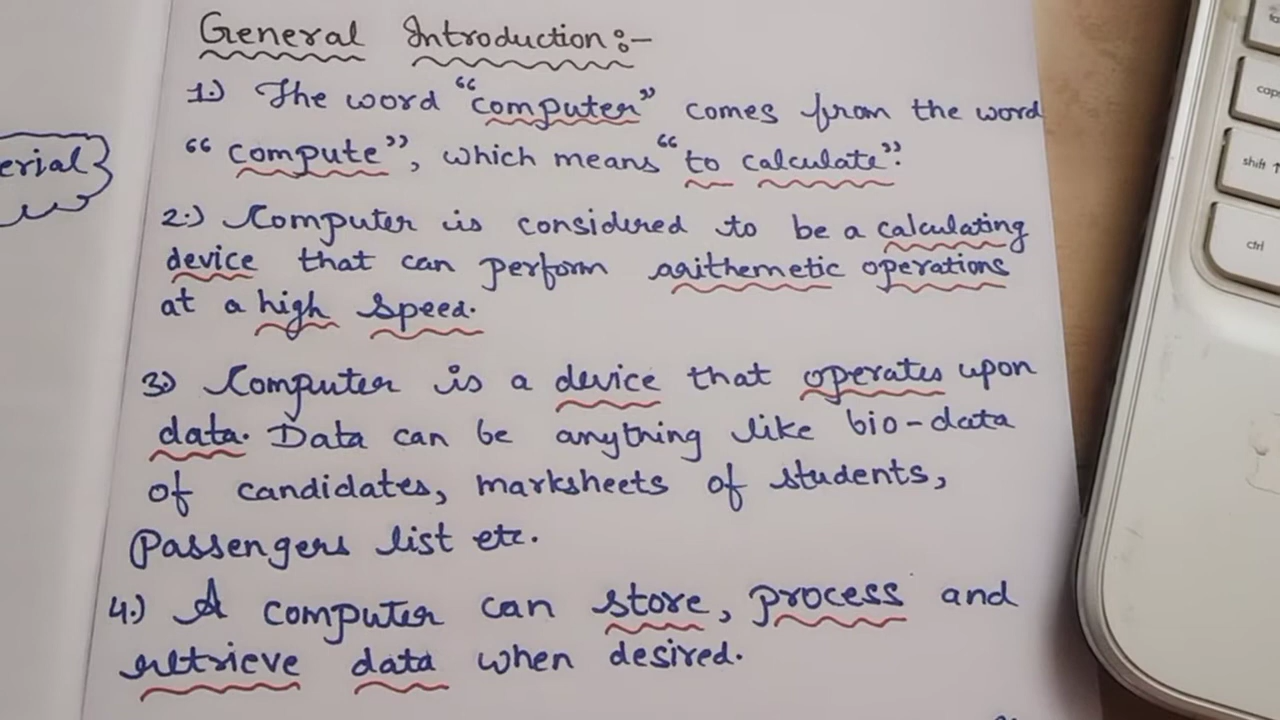 General Introduction:-
1.) The word "computer" comes from the word
"compute", which means "to calculate".
erial
2.) Computer is considered to be a calculating
device that can perform arithemetic operations
at a high speed.
3.) Computer is a device that operates upon
data. Data can be anything like bio-data
of candidates, marksheets of students,
Passengers list etc.
4.) A computer can store, process and
retrieve data when desired.
cap
shift
ctrl